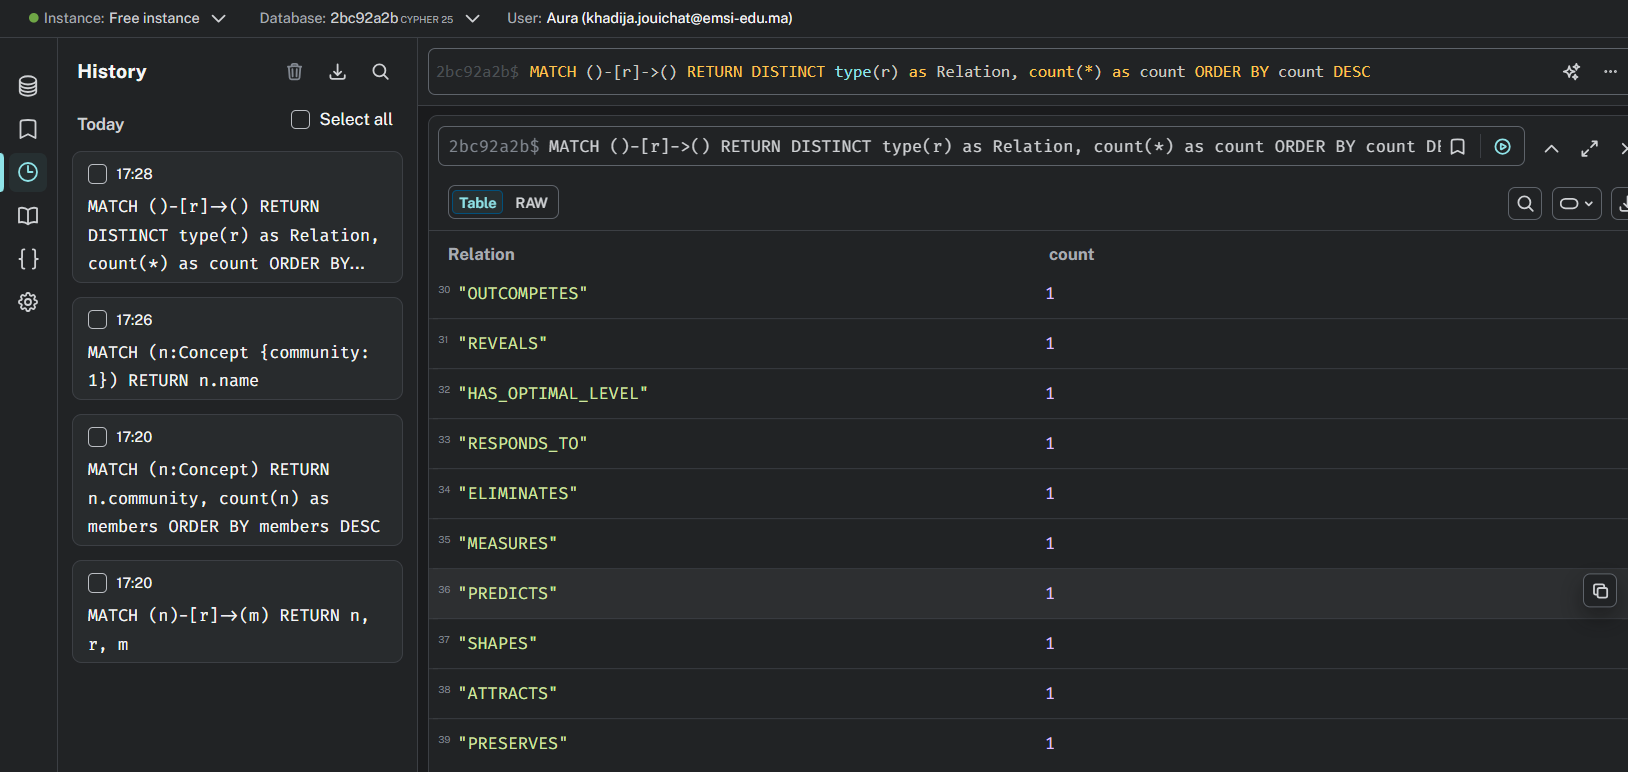 Instance: Free instance
Database: 2bc92a2b CYPHER 25
User: Aura (khadija.jouichat@emsi-edu.ma)
History
Today
Select all
17:28
MATCH ()-[r]->() RETURN
DISTINCT type(r) as Relation,
count(*) as count ORDER BY...
17:26
MATCH (n:Concept {community:
1}) RETURN n.name
17:20
MATCH (n:Concept) RETURN
n.community, count(n) as
members ORDER BY members DESC
17:20
MATCH (n)-[r]->(m) RETURN n,
r, m
2bc92a2b$ MATCH ()-[r]->() RETURN DISTINCT type(r) as Relation, count(*) as count ORDER BY count DESC
2bc92a2b$ MATCH ()-[r]->() RETURN DISTINCT type(r) as Relation, count(*) as count ORDER BY count DE
Table RAW
Relation count
30 "OUTCOMPETES" 1
31 "REVEALS" 1
32 "HAS_OPTIMAL_LEVEL" 1
33 "RESPONDS_TO" 1
34 "ELIMINATES" 1
35 "MEASURES" 1
36 "PREDICTS" 1
37 "SHAPES" 1
38 "ATTRACTS" 1
39 "PRESERVES" 1